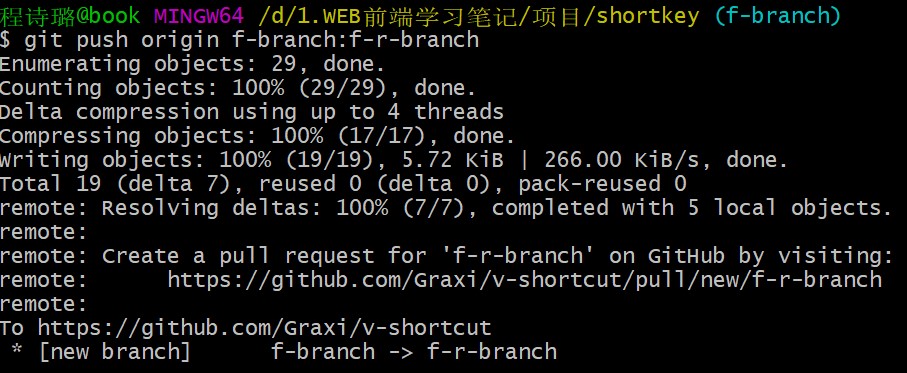 程诗璐@book MINGW64 /d/1.WEB前端学习笔记/项目/shortkey (f-branch)
$ git push origin f-branch:f-r-branch
Enumerating objects: 29, done.
Counting objects: 100% (29/29), done.
Delta compression using up to 4 threads
Compressing objects: 100% (17/17), done.
Writing objects: 100% (19/19), 5.72 KiB | 266.00 KiB/s, done.
Total 19 (delta 7), reused 0 (delta 0), pack-reused 0
remote: Resolving deltas: 100% (7/7), completed with 5 local objects.
remote:
remote: Create a pull request for 'f-r-branch' on GitHub by visiting:
remote:      https://github.com/Graxi/v-shortcut/pull/new/f-r-branch
remote:
To https://github.com/Graxi/v-shortcut
 * [new branch]      f-branch -> f-r-branch